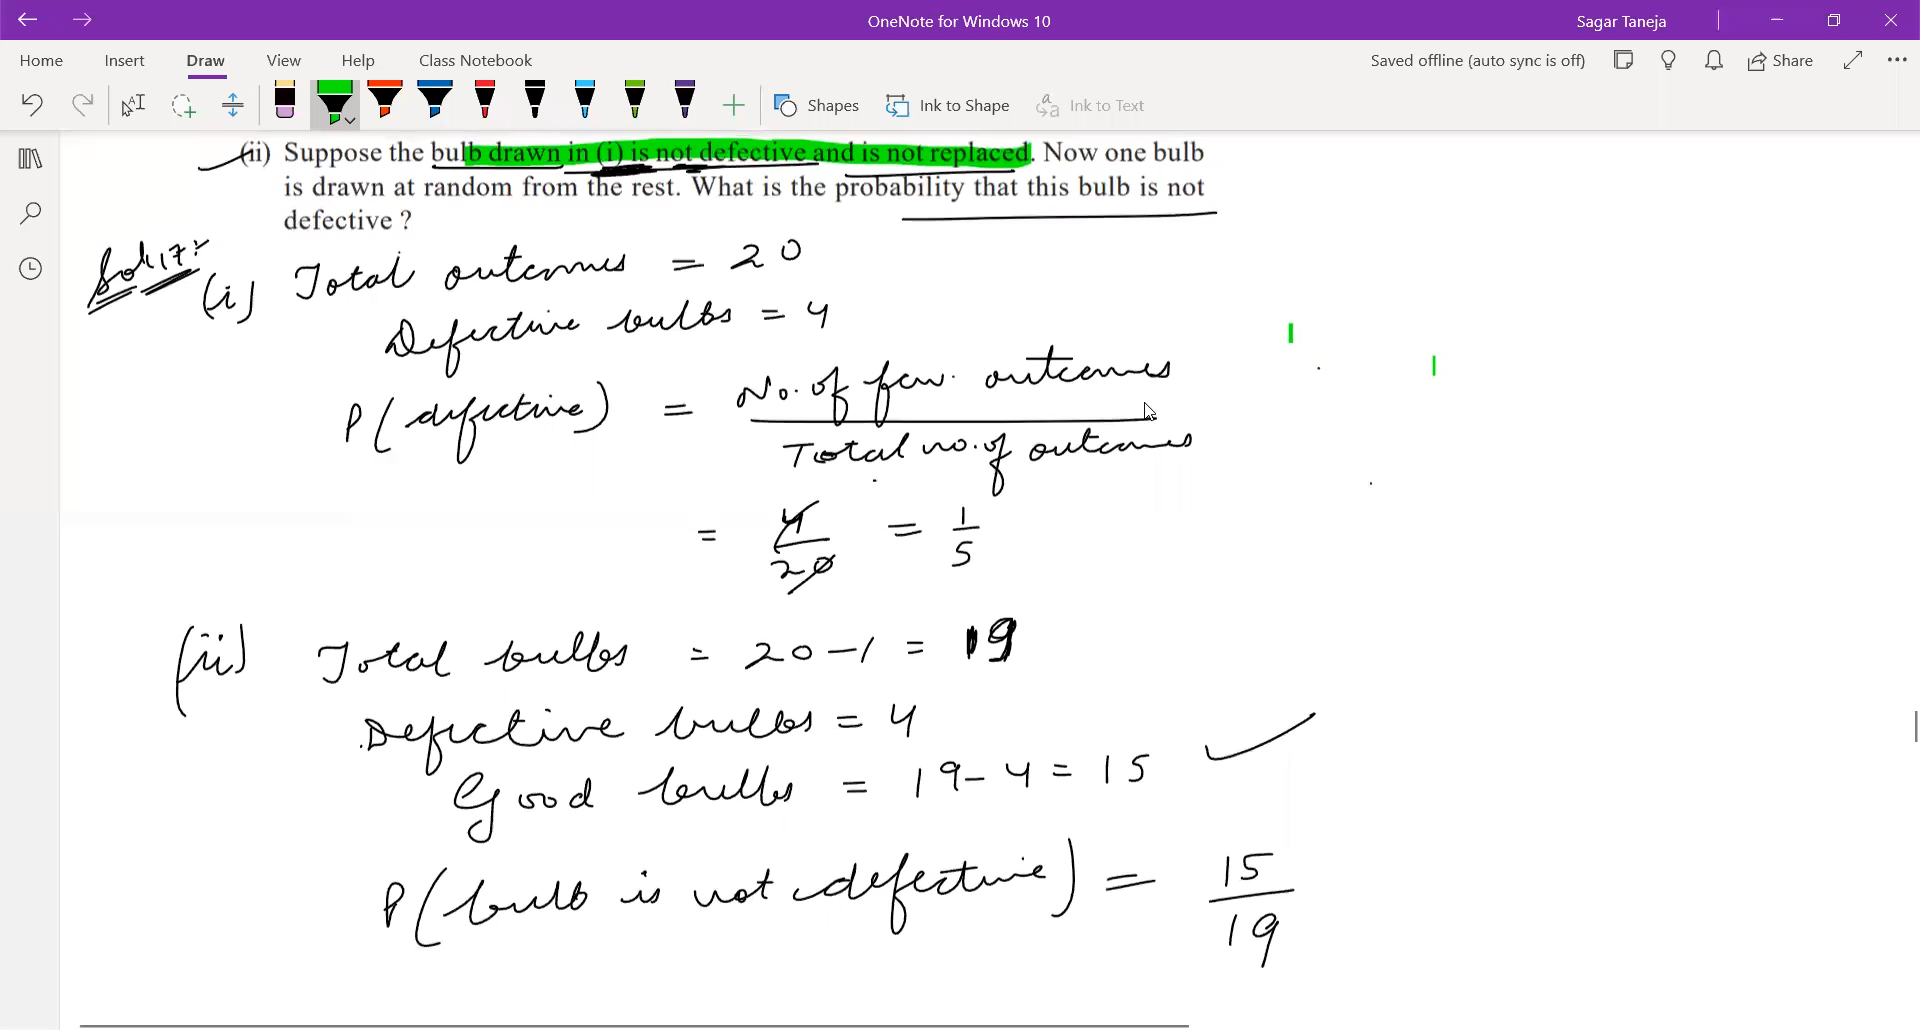 OneNote for Windows 10
Sagar Taneja
Home Insert Draw View Help Class Notebook
Saved offline (auto sync is off) Share
Shapes Ink to Shape Ink to Text
(ii) Suppose the bulb drawn in (i) is not defective and is not replaced. Now one bulb
is drawn at random from the rest. What is the probability that this bulb is not
defective ?
Sol.17:
(i) Total outcomes = 20
Defective bulbs = 4
P(defective) = No. of fav. outcomes
Total no. of outcomes
= 4/20 = 1/5
(ii) Total bulbs = 20-1 = 19
Defective bulbs = 4
Good bulbs = 19-4 = 15
P(bulb is not defective) = 15/19